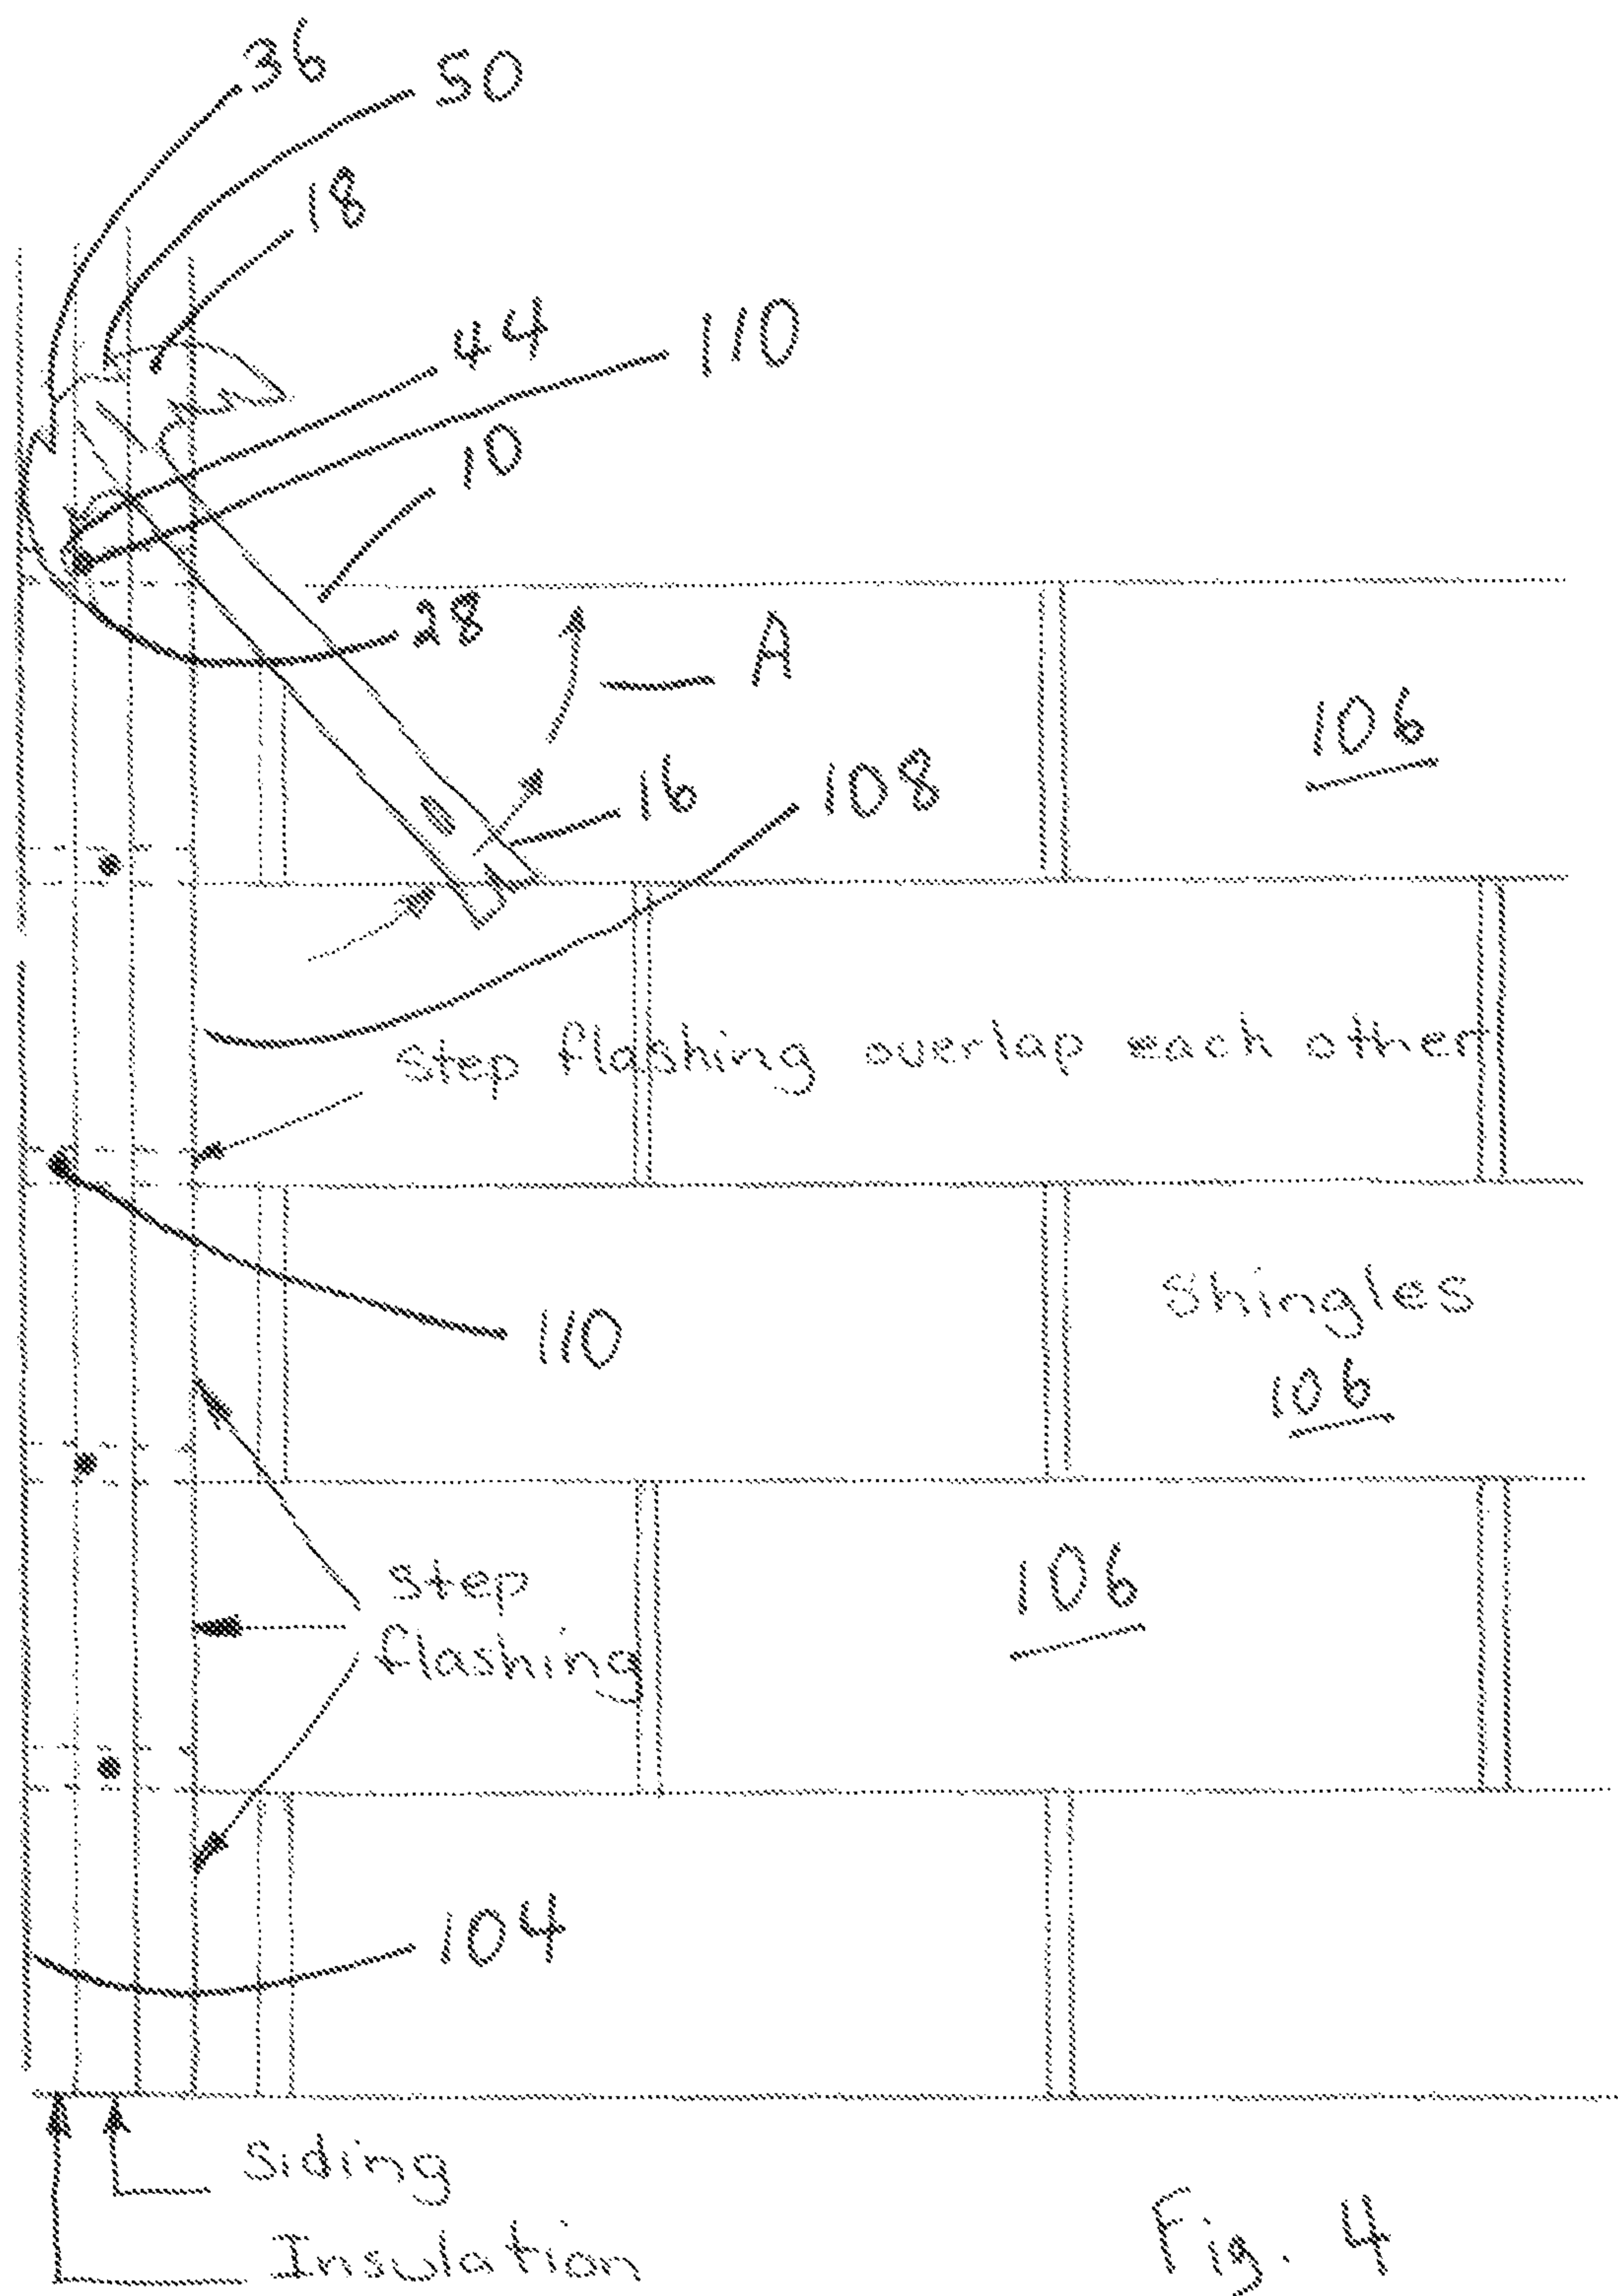 36
50
18
44
110
10
28
A
106
16
108
Step flashing overlap each other
110
Shingles
106
Step
flashing
106
104
Siding
Insulation
Fig. 4